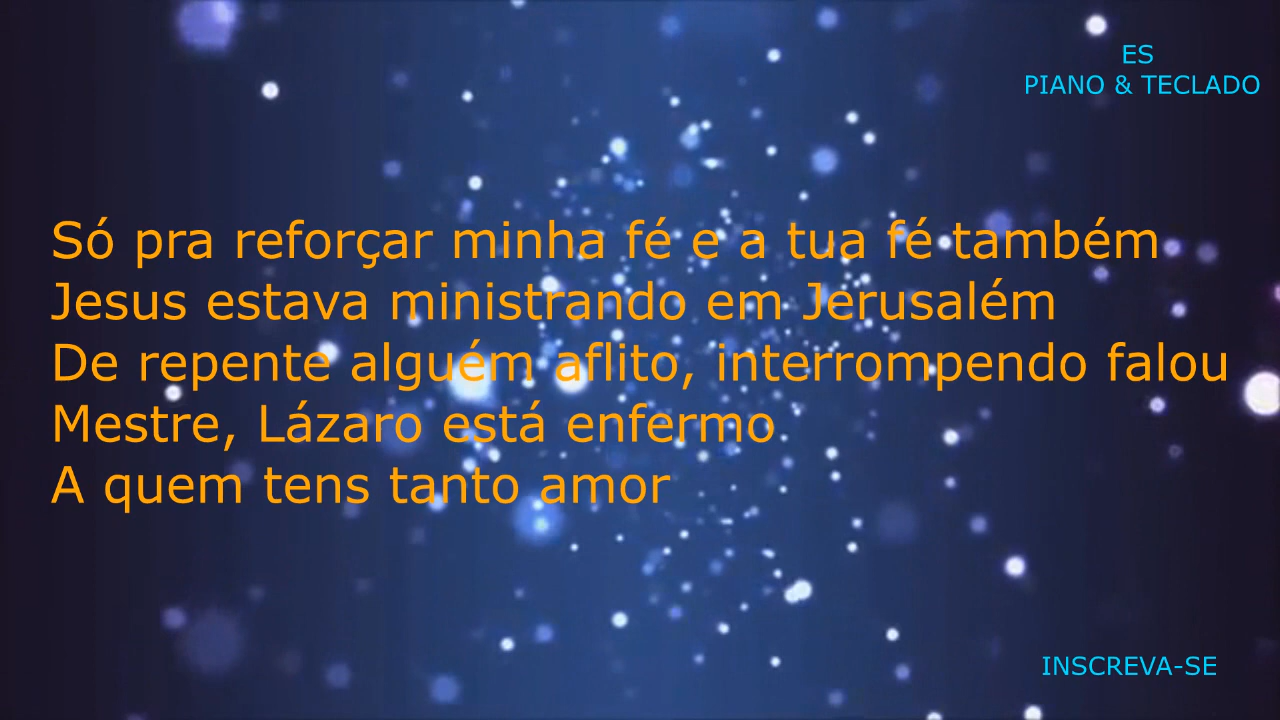 ES
PIANO & TECLADO
Só pra reforçar minha fé e a tua fé também
Jesus estava ministrando em Jerusalém
De repente alguém aflito, interrompendo falou
Mestre, Lázaro está enfermo
A quem tens tanto amor
INSCREVA-SE